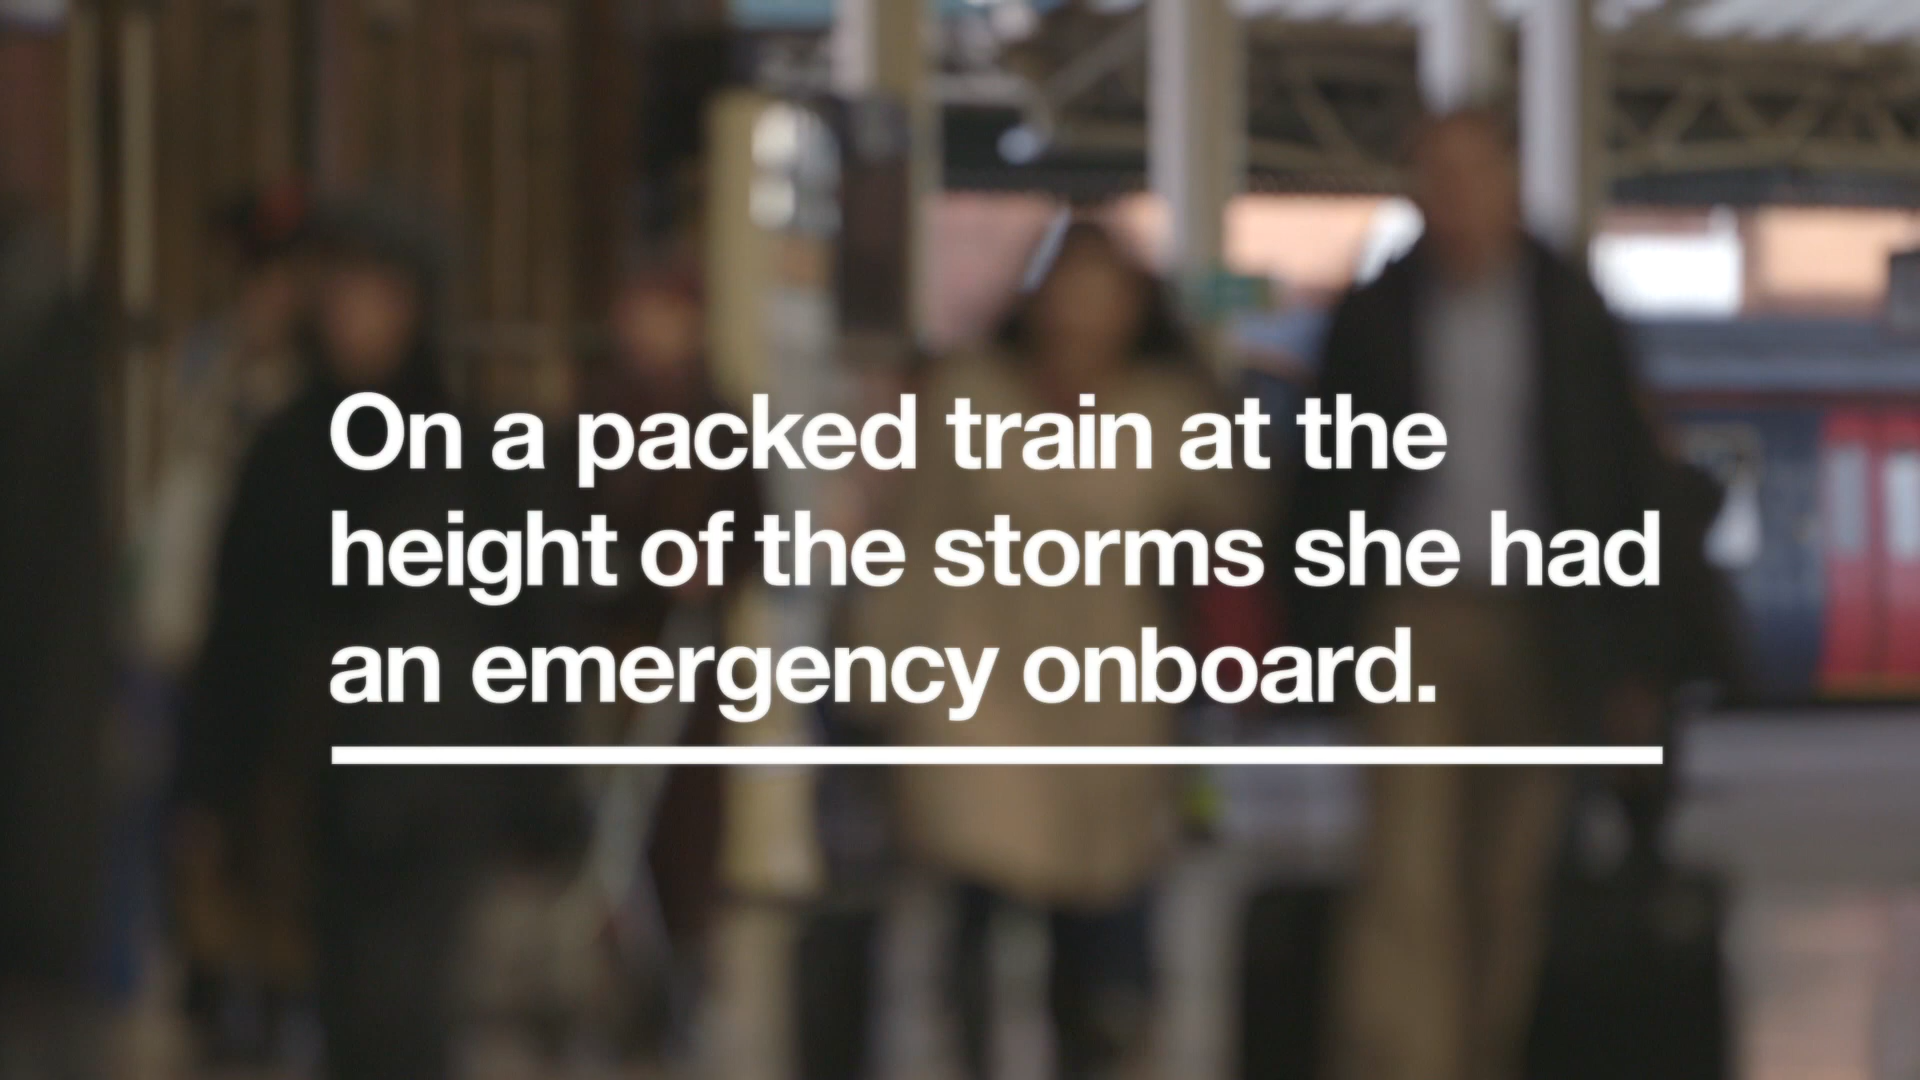 On a packed train at the
height of the storms she had
an emergency onboard.